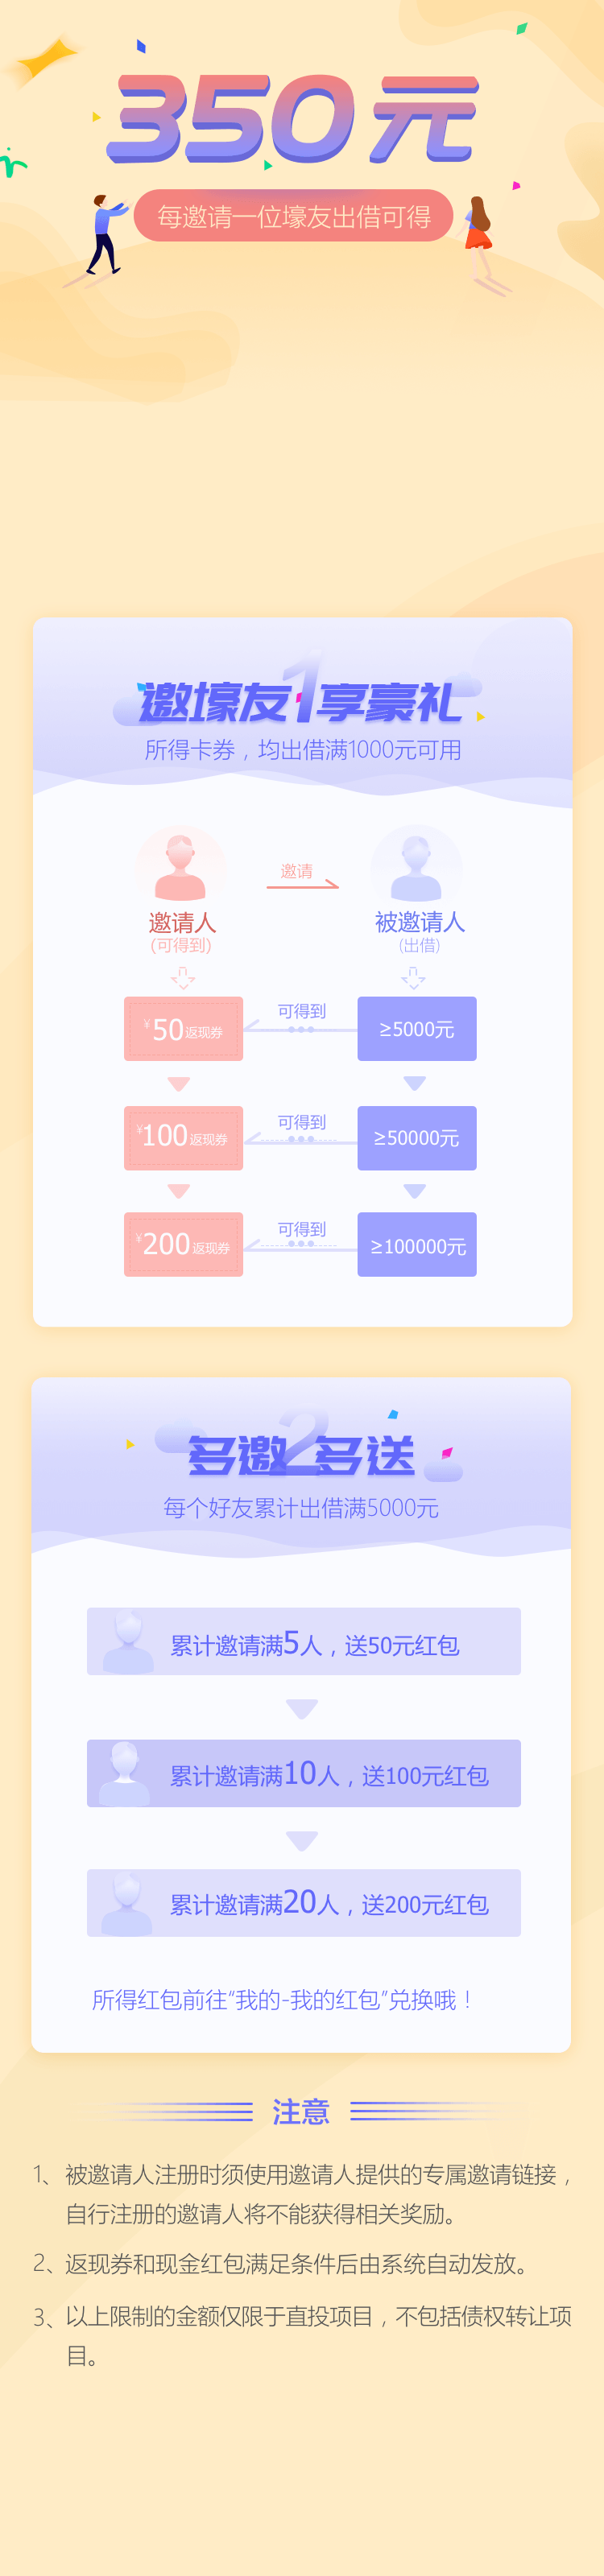 350元
每邀请一位壕友出借可得
邀壕友1享豪礼
所得卡券，均出借满1000元可用
邀请
邀请人
被邀请人
(可得到)
(出借)
¥50返现券
可得到
≥5000元
¥100返现券
可得到
≥50000元
¥200返现券
可得到
≥100000元
多邀2多送
每个好友累计出借满5000元
累计邀请满5人，送50元红包
累计邀请满10人，送100元红包
累计邀请满20人，送200元红包
所得红包前往“我的-我的红包”兑换哦！
注意
1、被邀请人注册时须使用邀请人提供的专属邀请链接，
自行注册的邀请人将不能获得相关奖励。
2、返现券和现金红包满足条件后由系统自动发放。
3、以上限制的金额仅限于直投项目，不包括债权转让项
目。